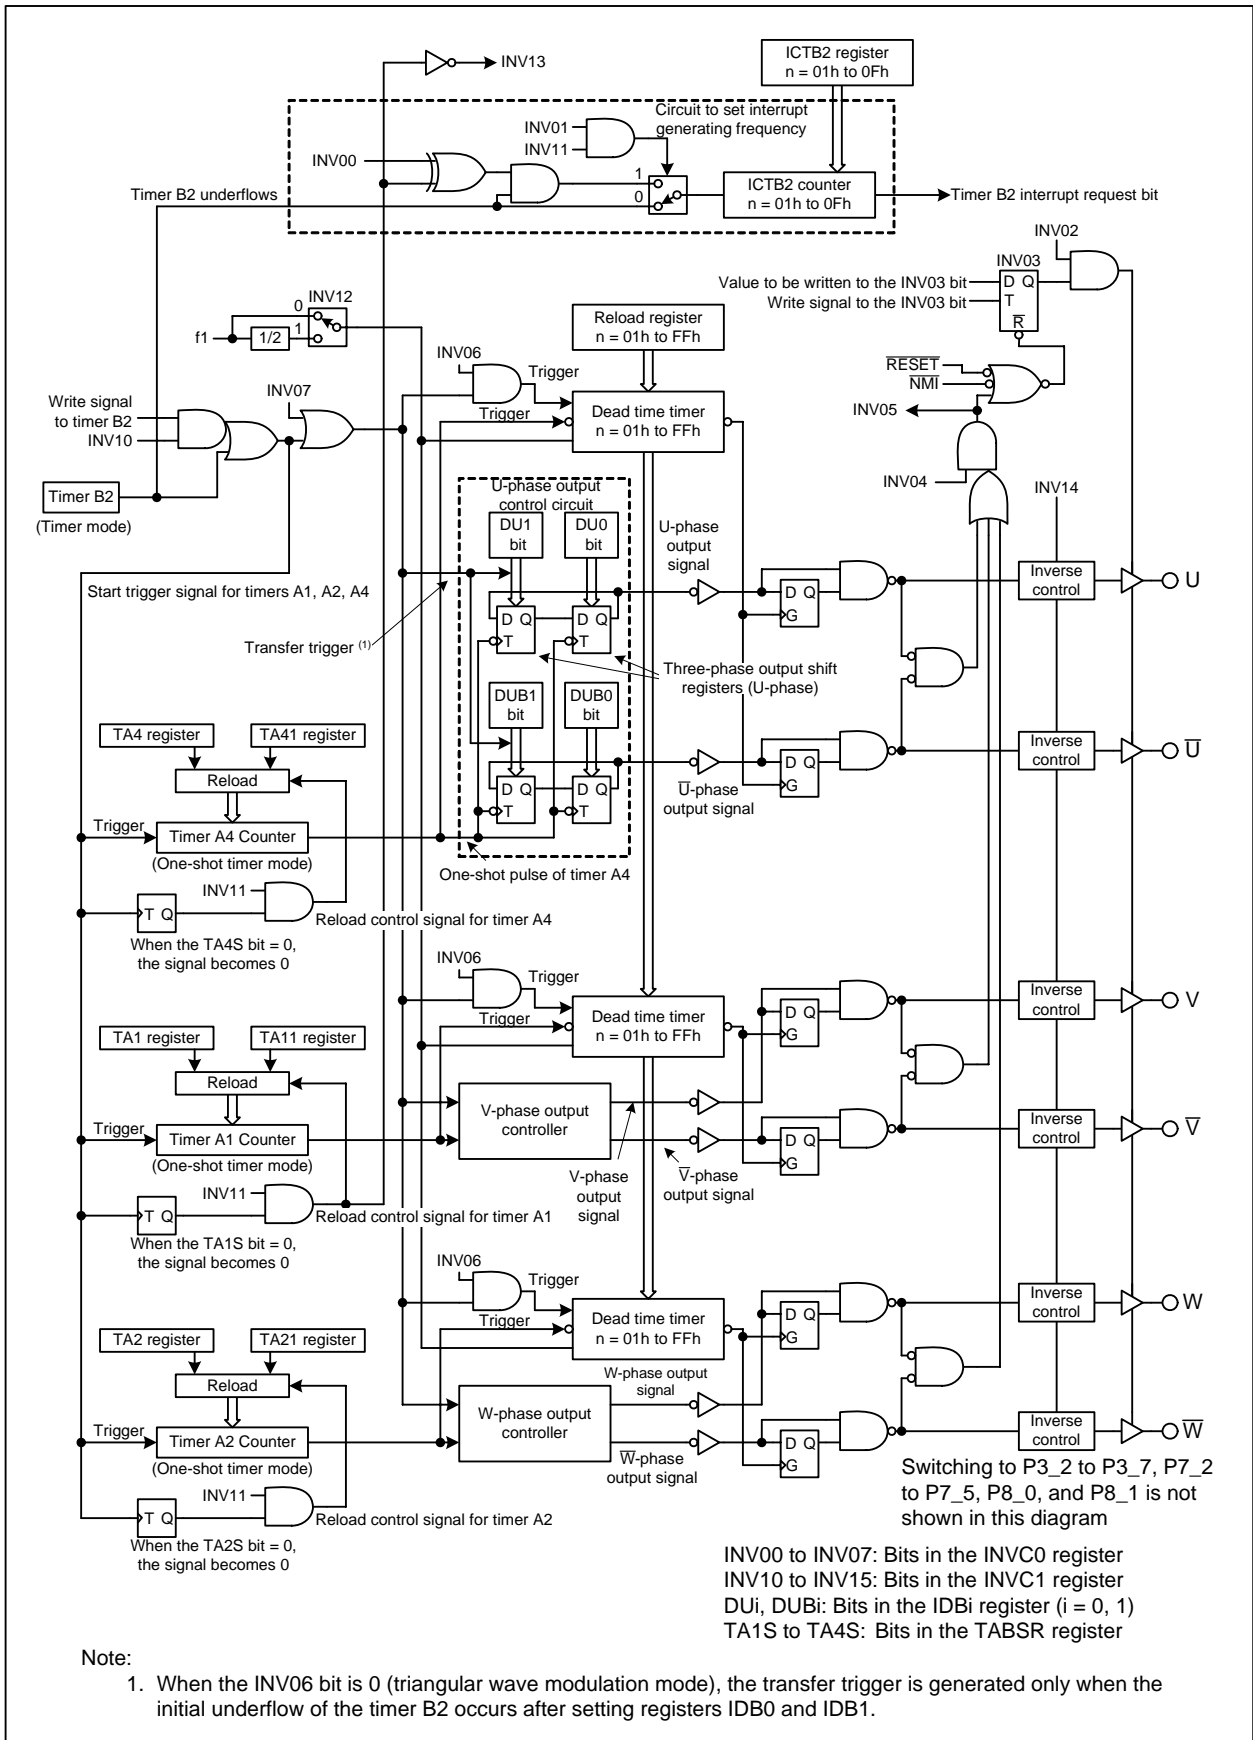 INV13
ICTB2 register
n = 01h to 0Fh
Circuit to set interrupt
generating frequency
INV01
INV11
INV00
1
0
Timer B2 underflows
ICTB2 counter
n = 01h to 0Fh
Timer B2 interrupt request bit
INV02
INV03
Value to be written to the INV03 bit
Write signal to the INV03 bit
D Q
T
R̅
INV12
0
1
f1
1/2
Reload register
n = 01h to FFh
INV06
Trigger
R̅E̅S̅E̅T̅
N̅M̅I̅
INV05
INV07
Write signal
to timer B2
INV10
Trigger
Dead time timer
n = 01h to FFh
INV04
INV14
Timer B2
(Timer mode)
U-phase output
control circuit
DU1
bit
DU0
bit
U-phase
output
signal
Start trigger signal for timers A1, A2, A4
D Q
T
D Q
T
D Q
G
Inverse
control
U
Transfer trigger (1)
Three-phase output shift
registers (U-phase)
DUB1
bit
DUB0
bit
TA4 register
TA41 register
Reload
D Q
T
D Q
T
U̅-phase
output signal
D Q
G
Inverse
control
U̅
Trigger
Timer A4 Counter
(One-shot timer mode)
One-shot pulse of timer A4
INV11
T Q
Reload control signal for timer A4
When the TA4S bit = 0,
the signal becomes 0
INV06
Trigger
Trigger
Dead time timer
n = 01h to FFh
D Q
G
Inverse
control
V
TA1 register
TA11 register
Reload
V-phase output
controller
Trigger
Timer A1 Counter
(One-shot timer mode)
D Q
G
Inverse
control
V̅
V-phase
output
signal
V̅-phase
output signal
INV11
T Q
Reload control signal for timer A1
When the TA1S bit = 0,
the signal becomes 0
INV06
Trigger
Trigger
Dead time timer
n = 01h to FFh
D Q
G
Inverse
control
W
TA2 register
TA21 register
Reload
W-phase output
signal
W-phase output
controller
Trigger
Timer A2 Counter
(One-shot timer mode)
W̅-phase
output signal
D Q
G
Inverse
control
W̅
INV11
T Q
Reload control signal for timer A2
When the TA2S bit = 0,
the signal becomes 0
Switching to P3_2 to P3_7, P7_2
to P7_5, P8_0, and P8_1 is not
shown in this diagram
INV00 to INV07: Bits in the INVC0 register
INV10 to INV15: Bits in the INVC1 register
DUi, DUBi: Bits in the IDBi register (i = 0, 1)
TA1S to TA4S: Bits in the TABSR register
Note:
1. When the INV06 bit is 0 (triangular wave modulation mode), the transfer trigger is generated only when the
initial underflow of the timer B2 occurs after setting registers IDB0 and IDB1.